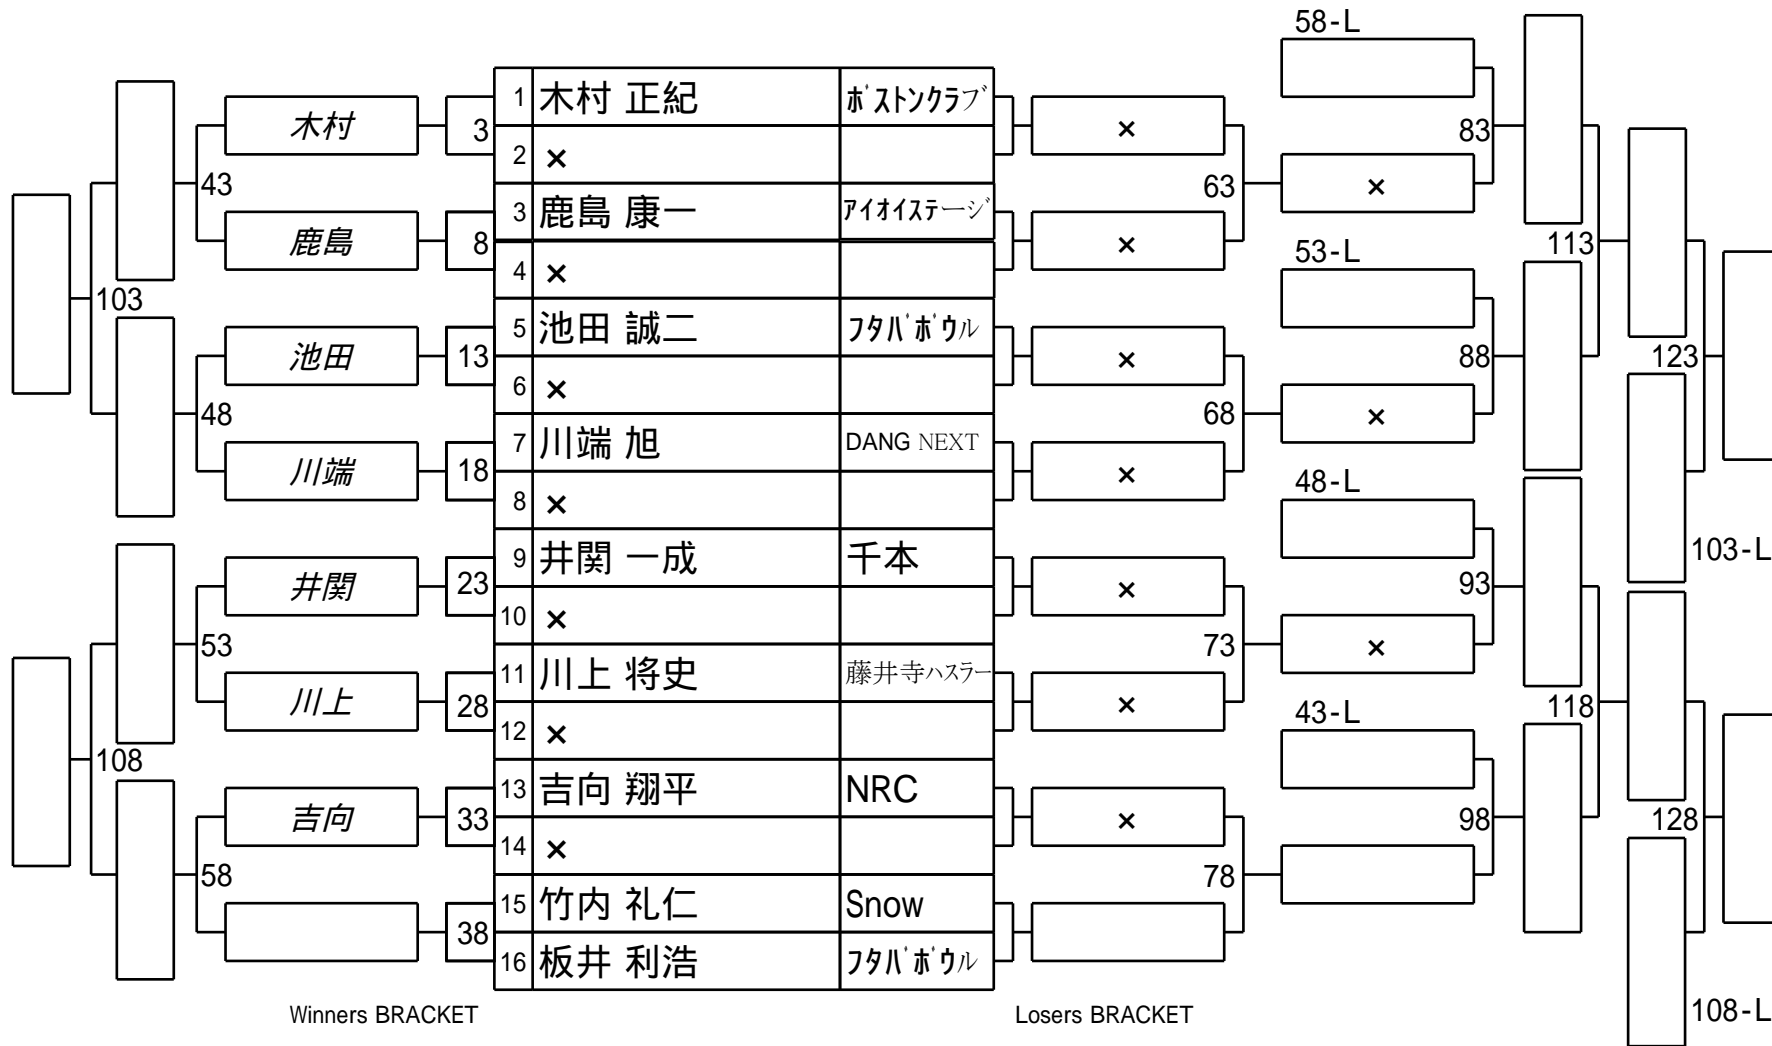 58-L
1 木村 正紀 ボストンクラブ
木村 3 ×
2 × 83
43 63 ×
3 鹿島 康一 アイオイステージ
鹿島 8 × 113
53-L
4 ×
103
5 池田 誠二 フタバボウル
池田 13 × 88 123
6 ×
48 68 ×
7 川端 旭 DANG NEXT
川端 18 ×
48-L
8 ×
9 井関 一成 千本 103-L
井関 23 × 93
10 ×
53 73 ×
11 川上 将史 藤井寺ハスラー
川上 28 × 118
43-L
12 ×
108
13 吉向 翔平 NRC
吉向 33 × 98 128
14 ×
58 78
15 竹内 礼仁 Snow
38
16 板井 利浩 フタバボウル
108-L
Winners BRACKET Losers BRACKET